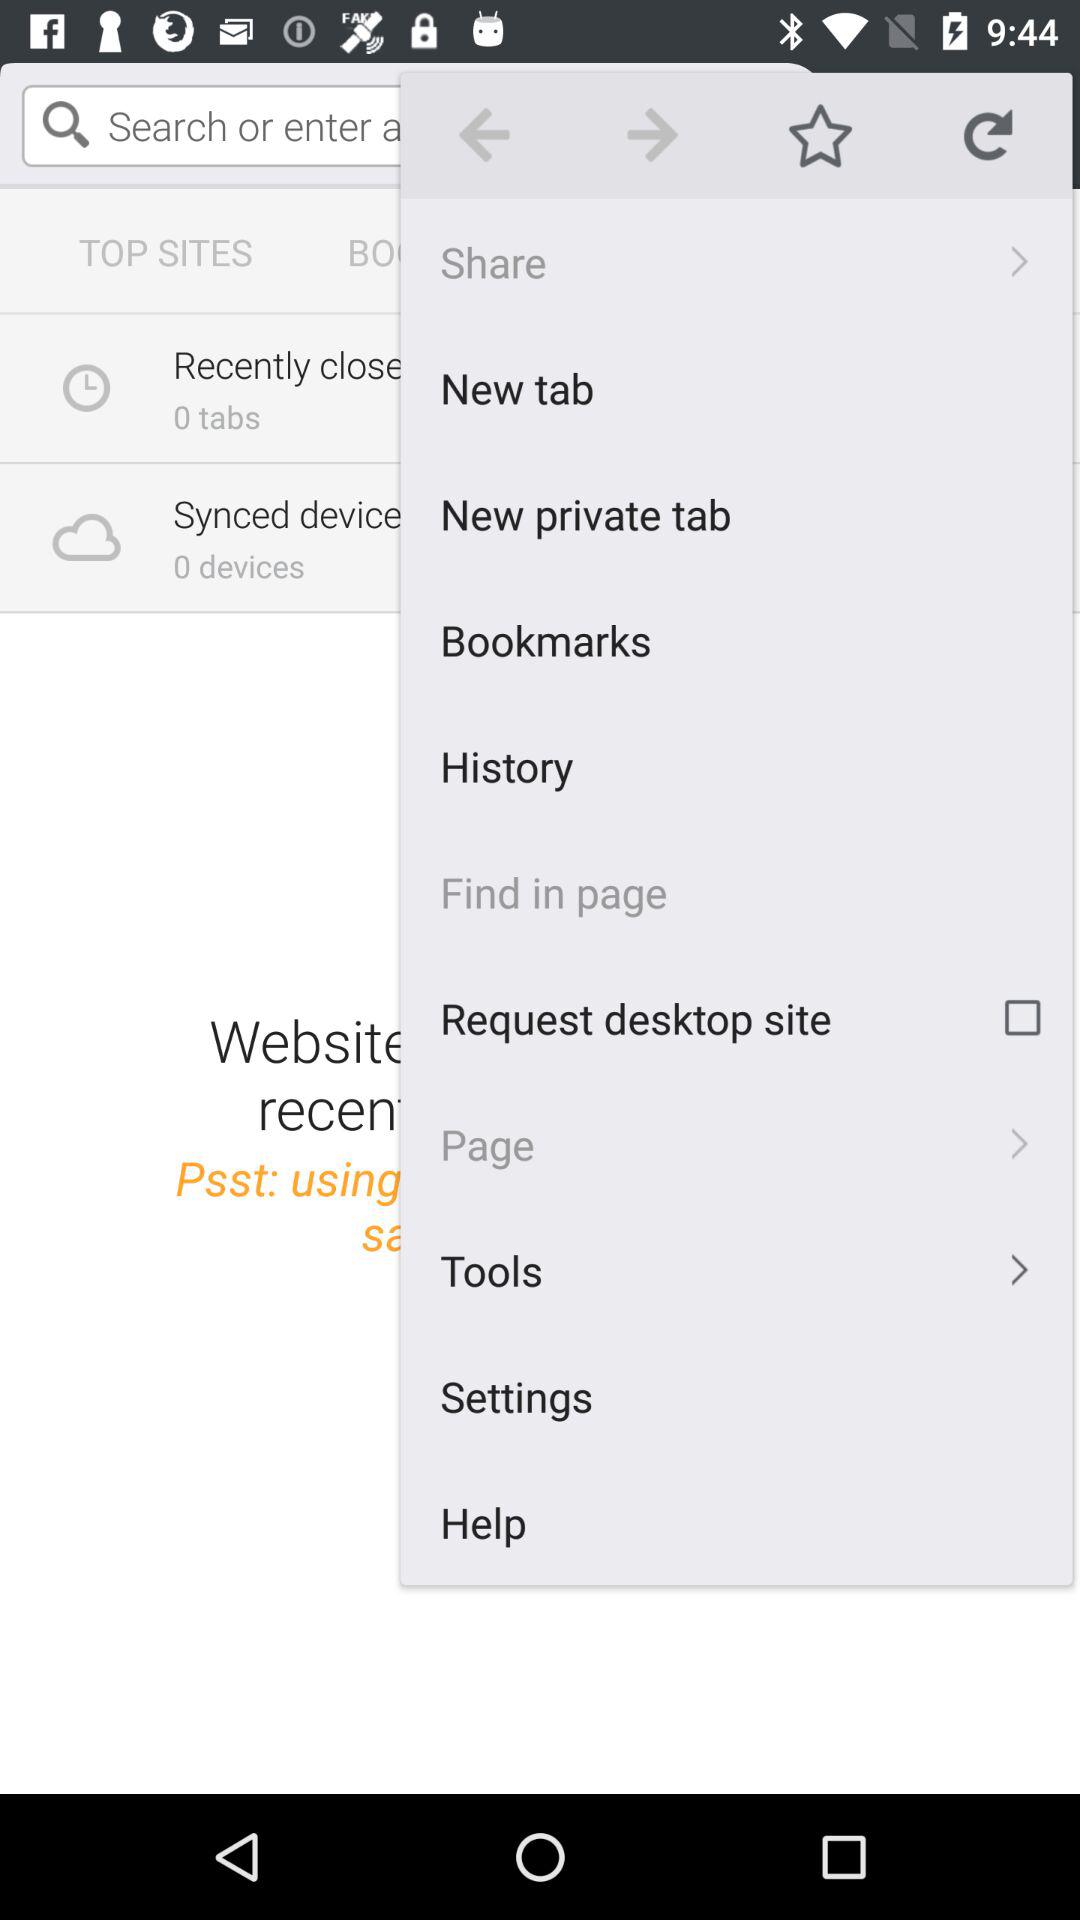 FAKE 9:44
Search or enter a
TOP SITES BOO
Share
Recently close
0 tabs
New tab
Synced device
0 devices
New private tab
Bookmarks
History
Find in page
Request desktop site
Website
recent
Page
Psst: using
sa
Tools
Settings
Help